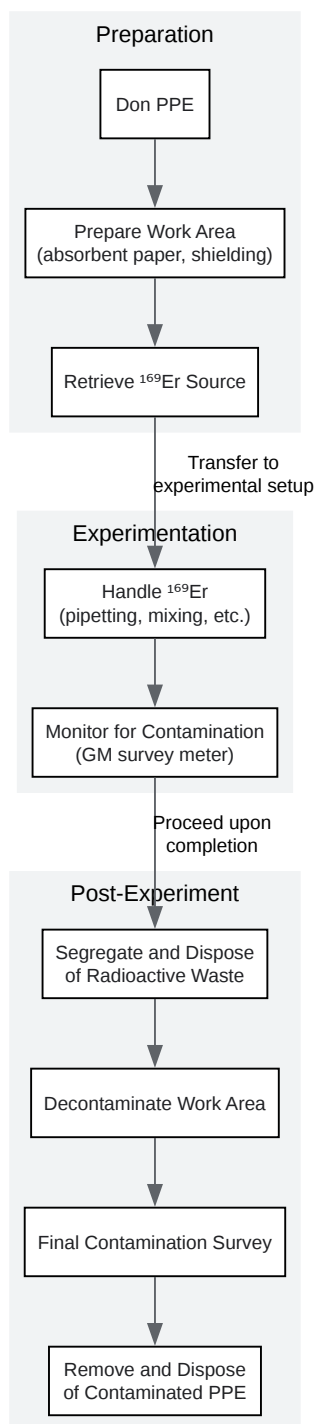 Preparation
Don PPE
Prepare Work Area
(absorbent paper, shielding)
Retrieve ¹⁶⁹Er Source
Transfer to
experimental setup
Experimentation
Handle ¹⁶⁹Er
(pipetting, mixing, etc.)
Monitor for Contamination
(GM survey meter)
Proceed upon
completion
Post-Experiment
Segregate and Dispose
of Radioactive Waste
Decontaminate Work Area
Final Contamination Survey
Remove and Dispose
of Contaminated PPE